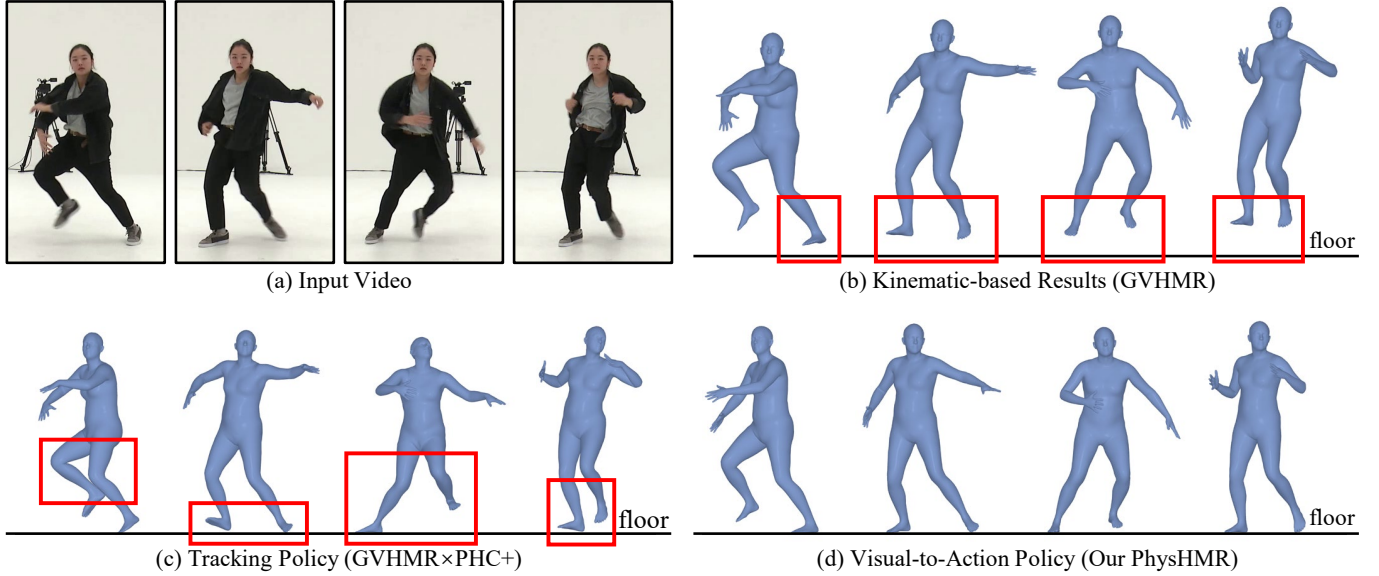 (a) Input Video
floor
(b) Kinematic-based Results (GVHMR)
floor
(c) Tracking Policy (GVHMR×PHC+)
floor
(d) Visual-to-Action Policy (Our PhysHMR)